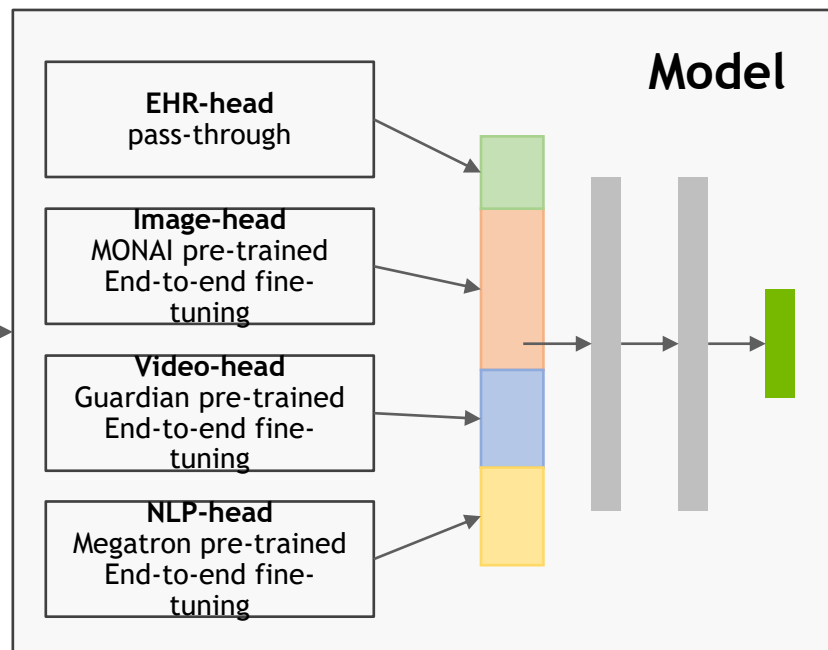 Model
EHR-head
pass-through
Image-head
MONAI pre-trained
End-to-end fine-
tuning
Video-head
Guardian pre-trained
End-to-end fine-
tuning
NLP-head
Megatron pre-trained
End-to-end fine-
tuning